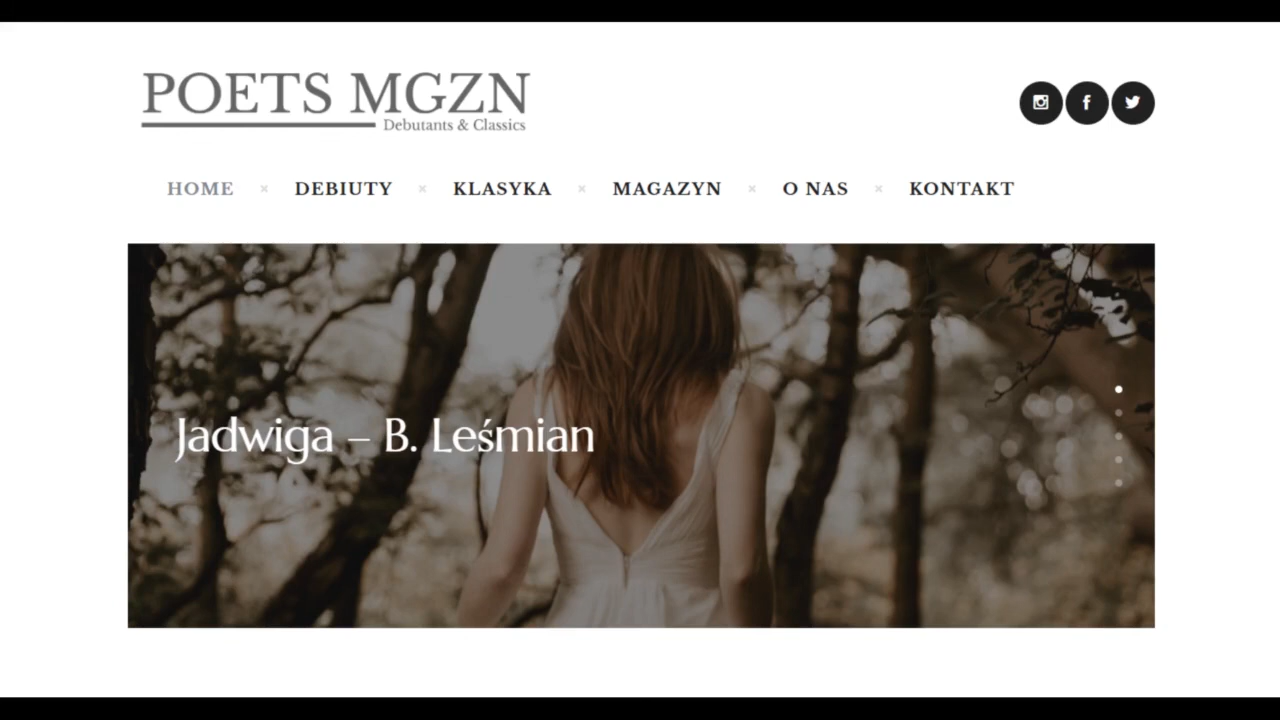 POETS MGZN
Debutants & Classics
HOME × DEBIUTY × KLASYKA × MAGAZYN × O NAS × KONTAKT
Jadwiga – B. Leśmian